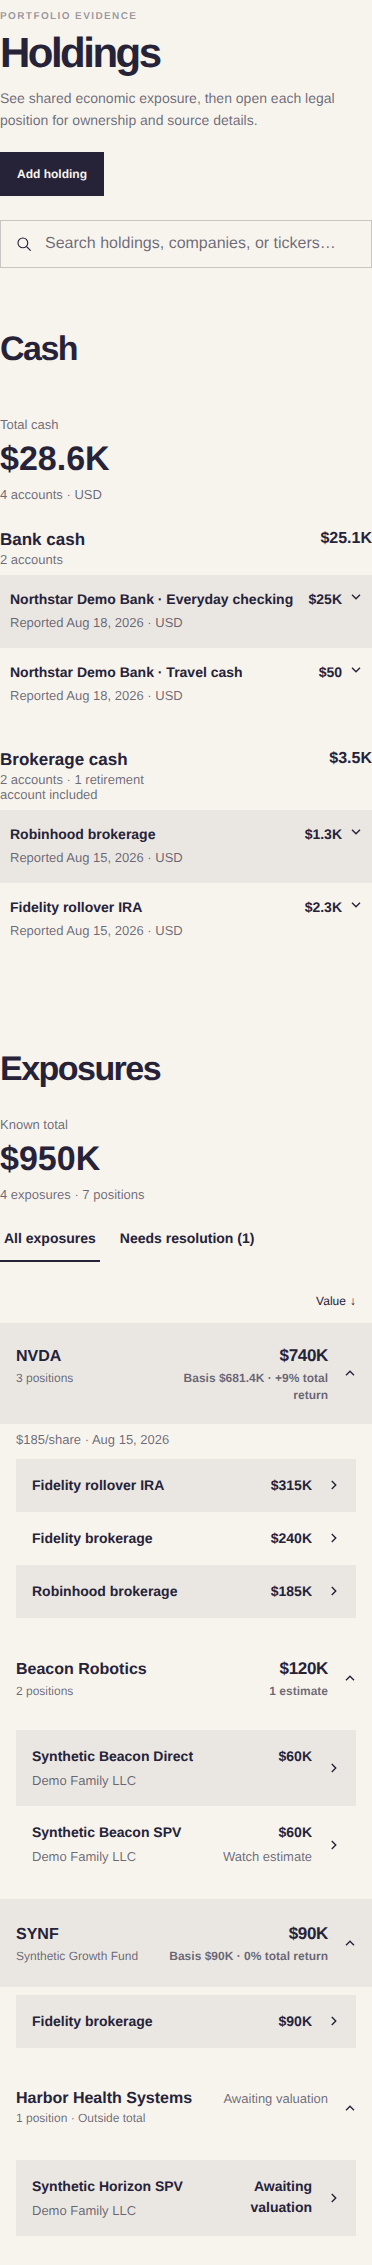 PORTFOLIO EVIDENCE
Holdings
See shared economic exposure, then open each legal
position for ownership and source details.
Add holding
Search holdings, companies, or tickers…
Cash
Total cash
$28.6K
4 accounts · USD
Bank cash $25.1K
2 accounts
Northstar Demo Bank · Everyday checking $25K
Reported Aug 18, 2026 · USD
Northstar Demo Bank · Travel cash $50
Reported Aug 18, 2026 · USD
Brokerage cash $3.5K
2 accounts · 1 retirement
account included
Robinhood brokerage $1.3K
Reported Aug 15, 2026 · USD
Fidelity rollover IRA $2.3K
Reported Aug 15, 2026 · USD
Exposures
Known total
$950K
4 exposures · 7 positions
All exposures Needs resolution (1)
Value ↓
NVDA $740K
3 positions Basis $681.4K · +9% total
return
$185/share · Aug 15, 2026
Fidelity rollover IRA $315K
Fidelity brokerage $240K
Robinhood brokerage $185K
Beacon Robotics $120K
2 positions 1 estimate
Synthetic Beacon Direct $60K
Demo Family LLC
Synthetic Beacon SPV $60K
Demo Family LLC Watch estimate
SYNF $90K
Synthetic Growth Fund Basis $90K · 0% total return
Fidelity brokerage $90K
Harbor Health Systems Awaiting valuation
1 position · Outside total
Synthetic Horizon SPV Awaiting
Demo Family LLC valuation